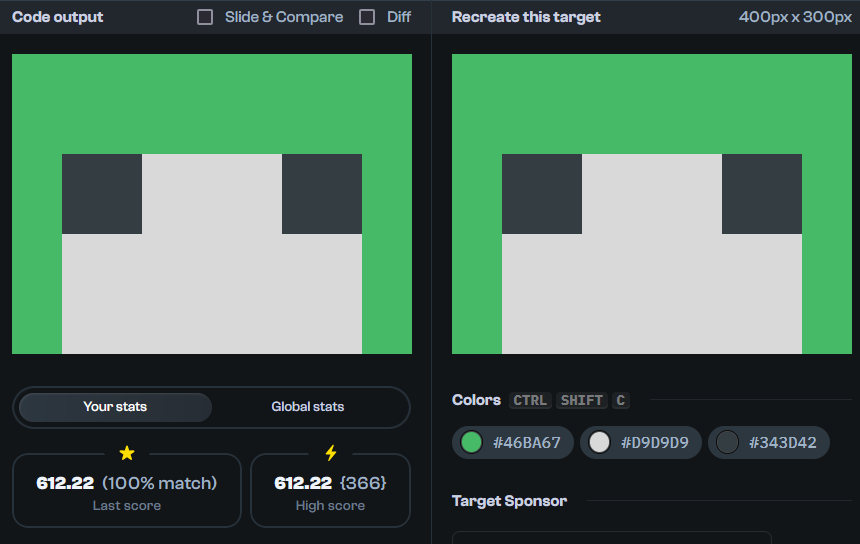 Code output
Slide & Compare
Diff
Recreate this target
400px x 300px
Your stats
Global stats
612.22 (100% match)
Last score
612.22 {366}
High score
Colors CTRL SHIFT C
#46BA67
#D9D9D9
#343D42
Target Sponsor